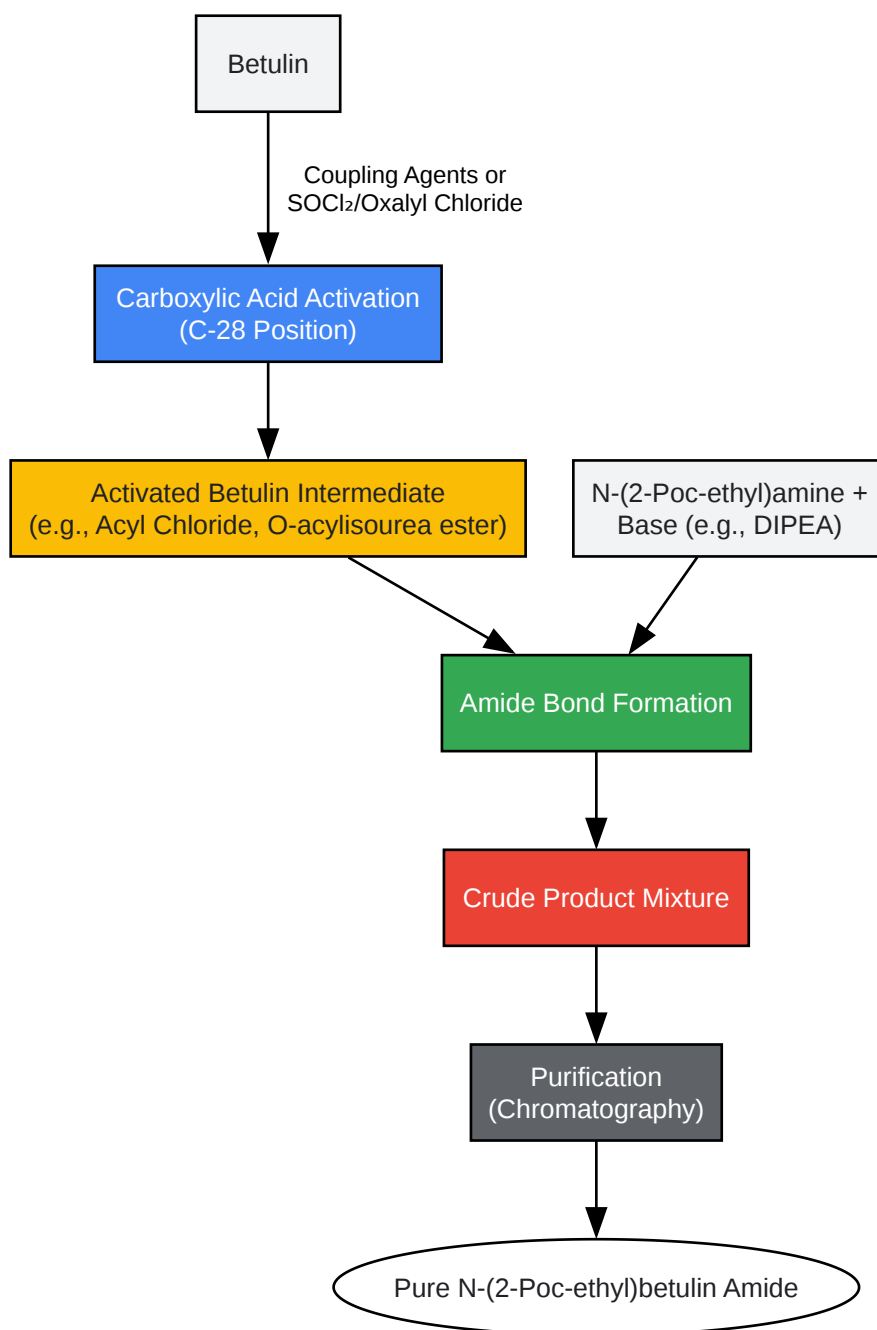 Betulin
Coupling Agents or
SOCl₂/Oxalyl Chloride
Carboxylic Acid Activation
(C-28 Position)
Activated Betulin Intermediate
(e.g., Acyl Chloride, O-acylisourea ester)
N-(2-Poc-ethyl)amine +
Base (e.g., DIPEA)
Amide Bond Formation
Crude Product Mixture
Purification
(Chromatography)
Pure N-(2-Poc-ethyl)betulin Amide